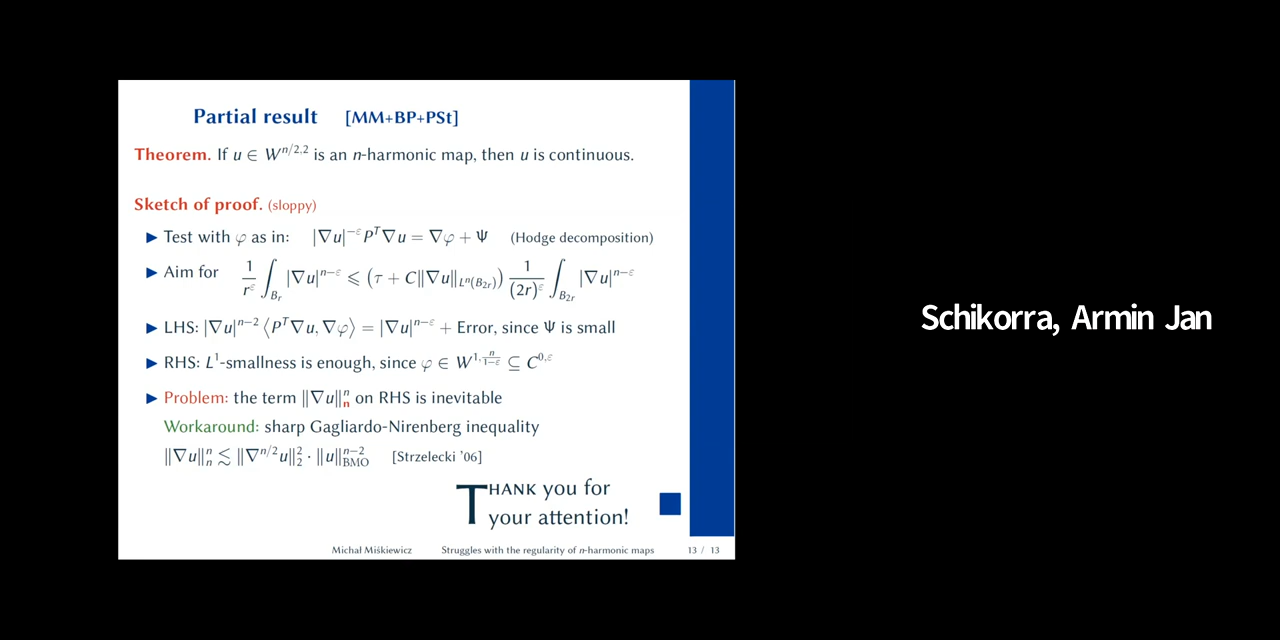 Partial result [MM+BP+PSt]
Theorem. If u ∈ W^{n/2,2} is an n-harmonic map, then u is continuous.
Sketch of proof. (sloppy)
▶ Test with φ as in: |∇u|^{−ε} P^T ∇u = ∇φ + Ψ (Hodge decomposition)
▶ Aim for 1/r^ε ∫_{B_r} |∇u|^{n−ε} ⩽ (τ + C‖∇u‖_{L^n(B_{2r})}) 1/(2r)^ε ∫_{B_{2r}} |∇u|^{n−ε}
▶ LHS: |∇u|^{n−2} ⟨P^T ∇u, ∇φ⟩ = |∇u|^{n−ε} + Error, since Ψ is small
▶ RHS: L^1-smallness is enough, since φ ∈ W^{1, n/(1−ε)} ⊆ C^{0,ε}
▶ Problem: the term ‖∇u‖_n^n on RHS is inevitable
Workaround: sharp Gagliardo-Nirenberg inequality
‖∇u‖_n^n ≲ ‖∇^{n/2} u‖_2^2 · ‖u‖_{BMO}^{n−2} [Strzelecki '06]
THANK you for
your attention!
Michał Miśkiewicz Struggles with the regularity of n-harmonic maps 13 / 13
Schikorra, Armin Jan